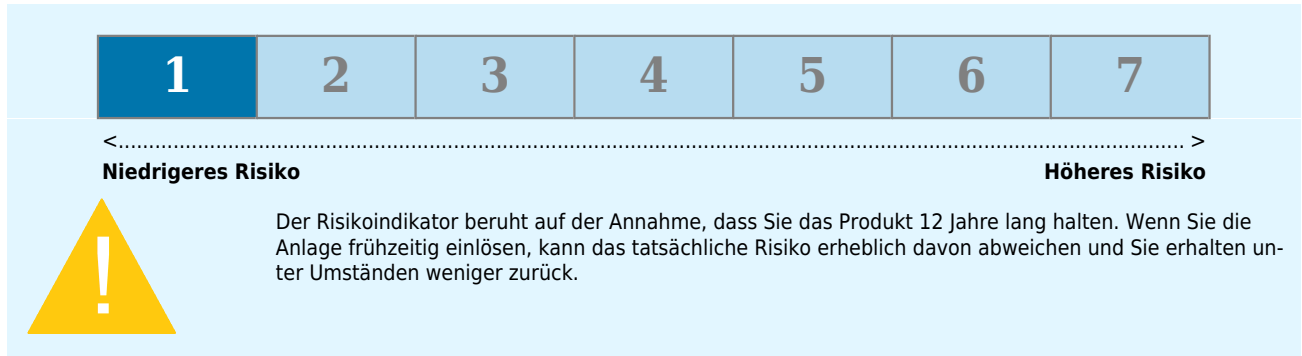 1 2 3 4 5 6 7
<........................................................................................................................................................... >
Niedrigeres Risiko Höheres Risiko
Der Risikoindikator beruht auf der Annahme, dass Sie das Produkt 12 Jahre lang halten. Wenn Sie die
Anlage frühzeitig einlösen, kann das tatsächliche Risiko erheblich davon abweichen und Sie erhalten un-
ter Umständen weniger zurück.
!